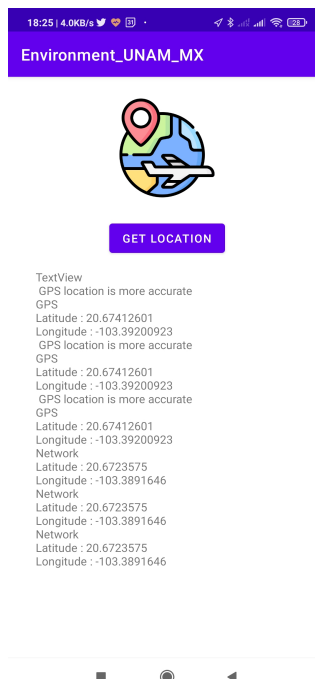 18:25 | 4.0KB/s 31 28
Environment_UNAM_MX
GET LOCATION
TextView
GPS location is more accurate
GPS
Latitude : 20.67412601
Longitude : -103.39200923
GPS location is more accurate
GPS
Latitude : 20.67412601
Longitude : -103.39200923
GPS location is more accurate
GPS
Latitude : 20.67412601
Longitude : -103.39200923
Network
Latitude : 20.6723575
Longitude : -103.3891646
Network
Latitude : 20.6723575
Longitude : -103.3891646
Network
Latitude : 20.6723575
Longitude : -103.3891646